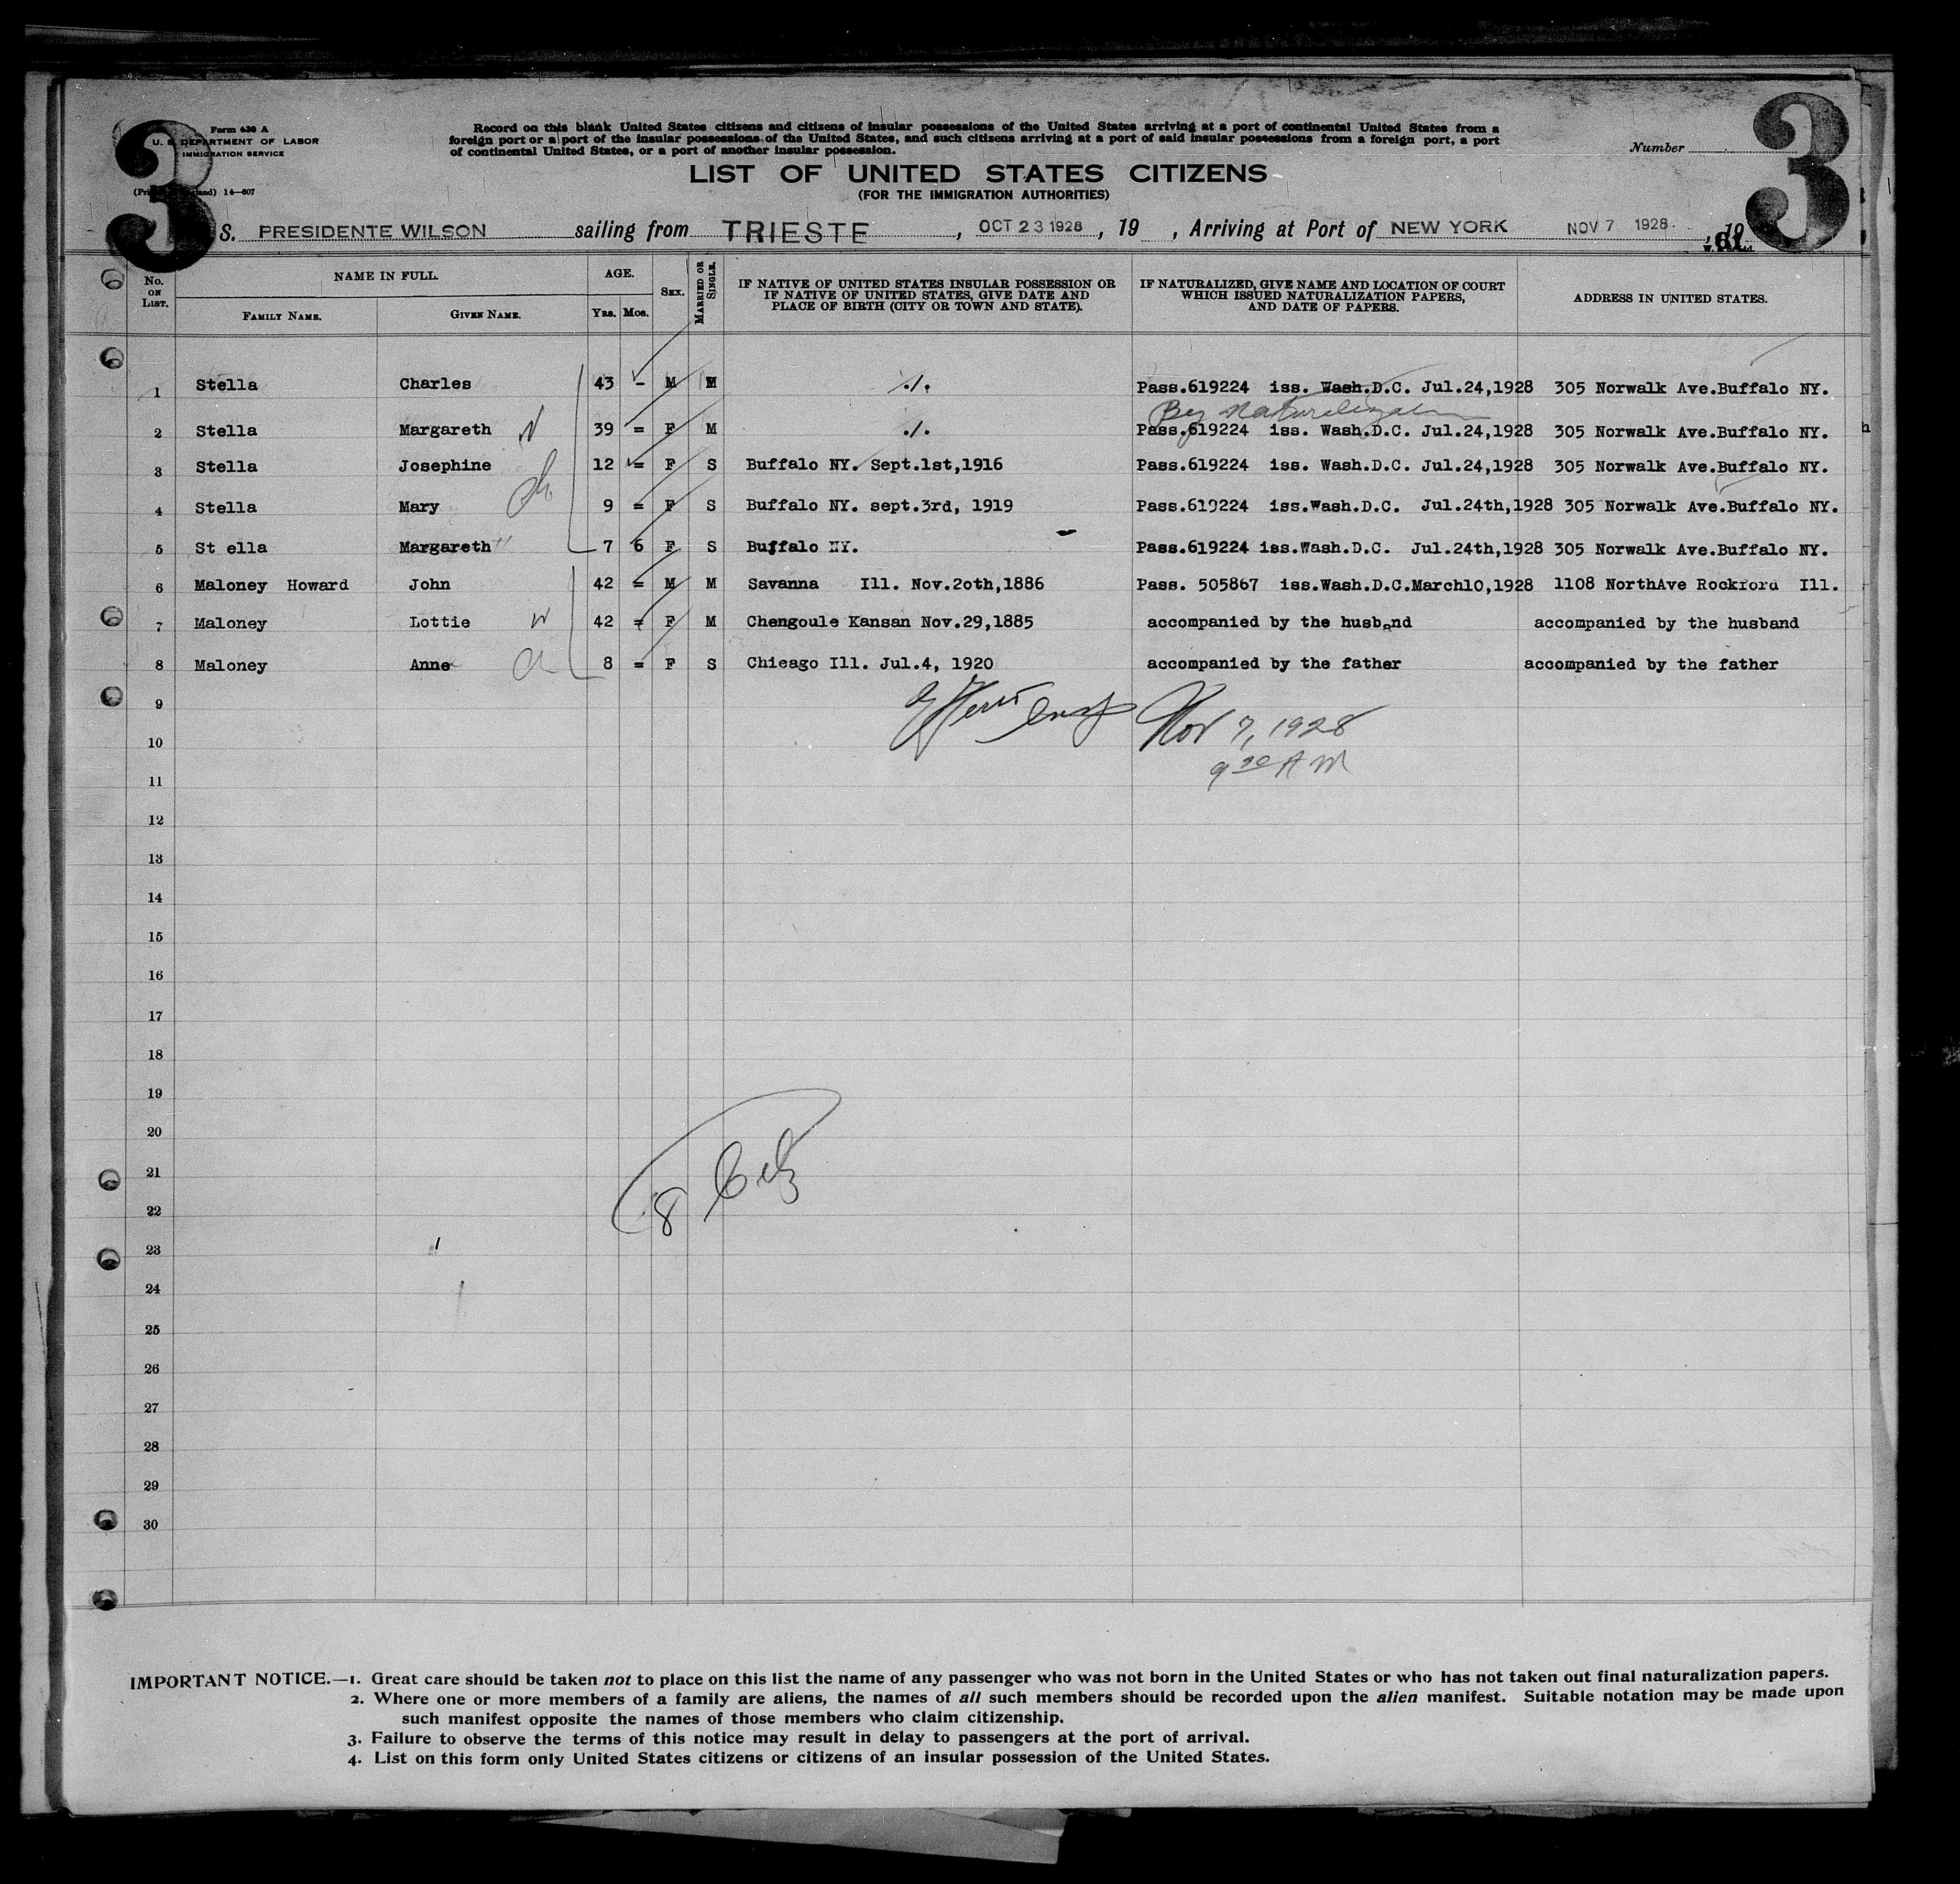 3
Form 630 A
U. S. DEPARTMENT OF LABOR
IMMIGRATION SERVICE
14—607
Record on this blank United States citizens and citizens of insular possessions of the United States arriving at a port of continental United States from a
foreign port or a port of the insular possessions of the United States, and such citizens arriving at a port of said insular possessions from a foreign port, a port
of continental United States, or a port of another insular possession.
Number
3
LIST OF UNITED STATES CITIZENS
(FOR THE IMMIGRATION AUTHORITIES)
S. PRESIDENTE WILSON sailing from TRIESTE, OCT 23 1928, 19 , Arriving at Port of NEW YORK NOV 7 1928. , 19
61
No. ON LIST. NAME IN FULL. FAMILY NAME. GIVEN NAME. AGE. Yrs. Mos. SEX. MARRIED OR SINGLE. IF NATIVE OF UNITED STATES INSULAR POSSESSION OR IF NATIVE OF UNITED STATES, GIVE DATE AND PLACE OF BIRTH (CITY OR TOWN AND STATE). IF NATURALIZED, GIVE NAME AND LOCATION OF COURT WHICH ISSUED NATURALIZATION PAPERS, AND DATE OF PAPERS. ADDRESS IN UNITED STATES.
1 Stella Charles 43 - M M ./. Pass.619224 iss. Wash.D.C. Jul.24,1928 305 Norwalk Ave.Buffalo NY.
By Naturalization
2 Stella Margareth W 39 = F M ./. Pass.619224 iss. Wash.D.C. Jul.24,1928 305 Norwalk Ave.Buffalo NY.
3 Stella Josephine 12 = F S Buffalo NY. Sept.1st,1916 Pass.619224 iss. Wash.D.C. Jul.24,1928 305 Norwalk Ave.Buffalo NY.
4 Stella Mary ch 9 = F S Buffalo NY. sept.3rd, 1919 Pass.619224 iss.Wash.D.C. Jul.24th,1928 305 Norwalk Ave.Buffalo NY.
5 St ella Margareth 7 6 F S Buffalo NY. Pass.619224 iss.Wash.D.C. Jul.24th,1928 305 Norwalk Ave.Buffalo NY.
6 Maloney Howard John 42 = M M Savanna Ill. Nov.2oth,1886 Pass. 505867 iss.Wash.D.C.March10,1928 1108 NorthAve Rockford Ill.
7 Maloney Lottie W 42 = F M Chengoule Kansan Nov.29,1885 accompanied by the husband accompanied by the husband
8 Maloney Anne ch 8 = F S Chieago Ill. Jul.4, 1920 accompanied by the father accompanied by the father
9 Nov 7, 1928
10 9 30 AM
11
12
13
14
15
16
17
18
19
20
21
22
8 Citz
23
24
25
26
27
28
29
30
IMPORTANT NOTICE.—1. Great care should be taken not to place on this list the name of any passenger who was not born in the United States or who has not taken out final naturalization papers.
2. Where one or more members of a family are aliens, the names of all such members should be recorded upon the alien manifest. Suitable notation may be made upon
such manifest opposite the names of those members who claim citizenship.
3. Failure to observe the terms of this notice may result in delay to passengers at the port of arrival.
4. List on this form only United States citizens or citizens of an insular possession of the United States.